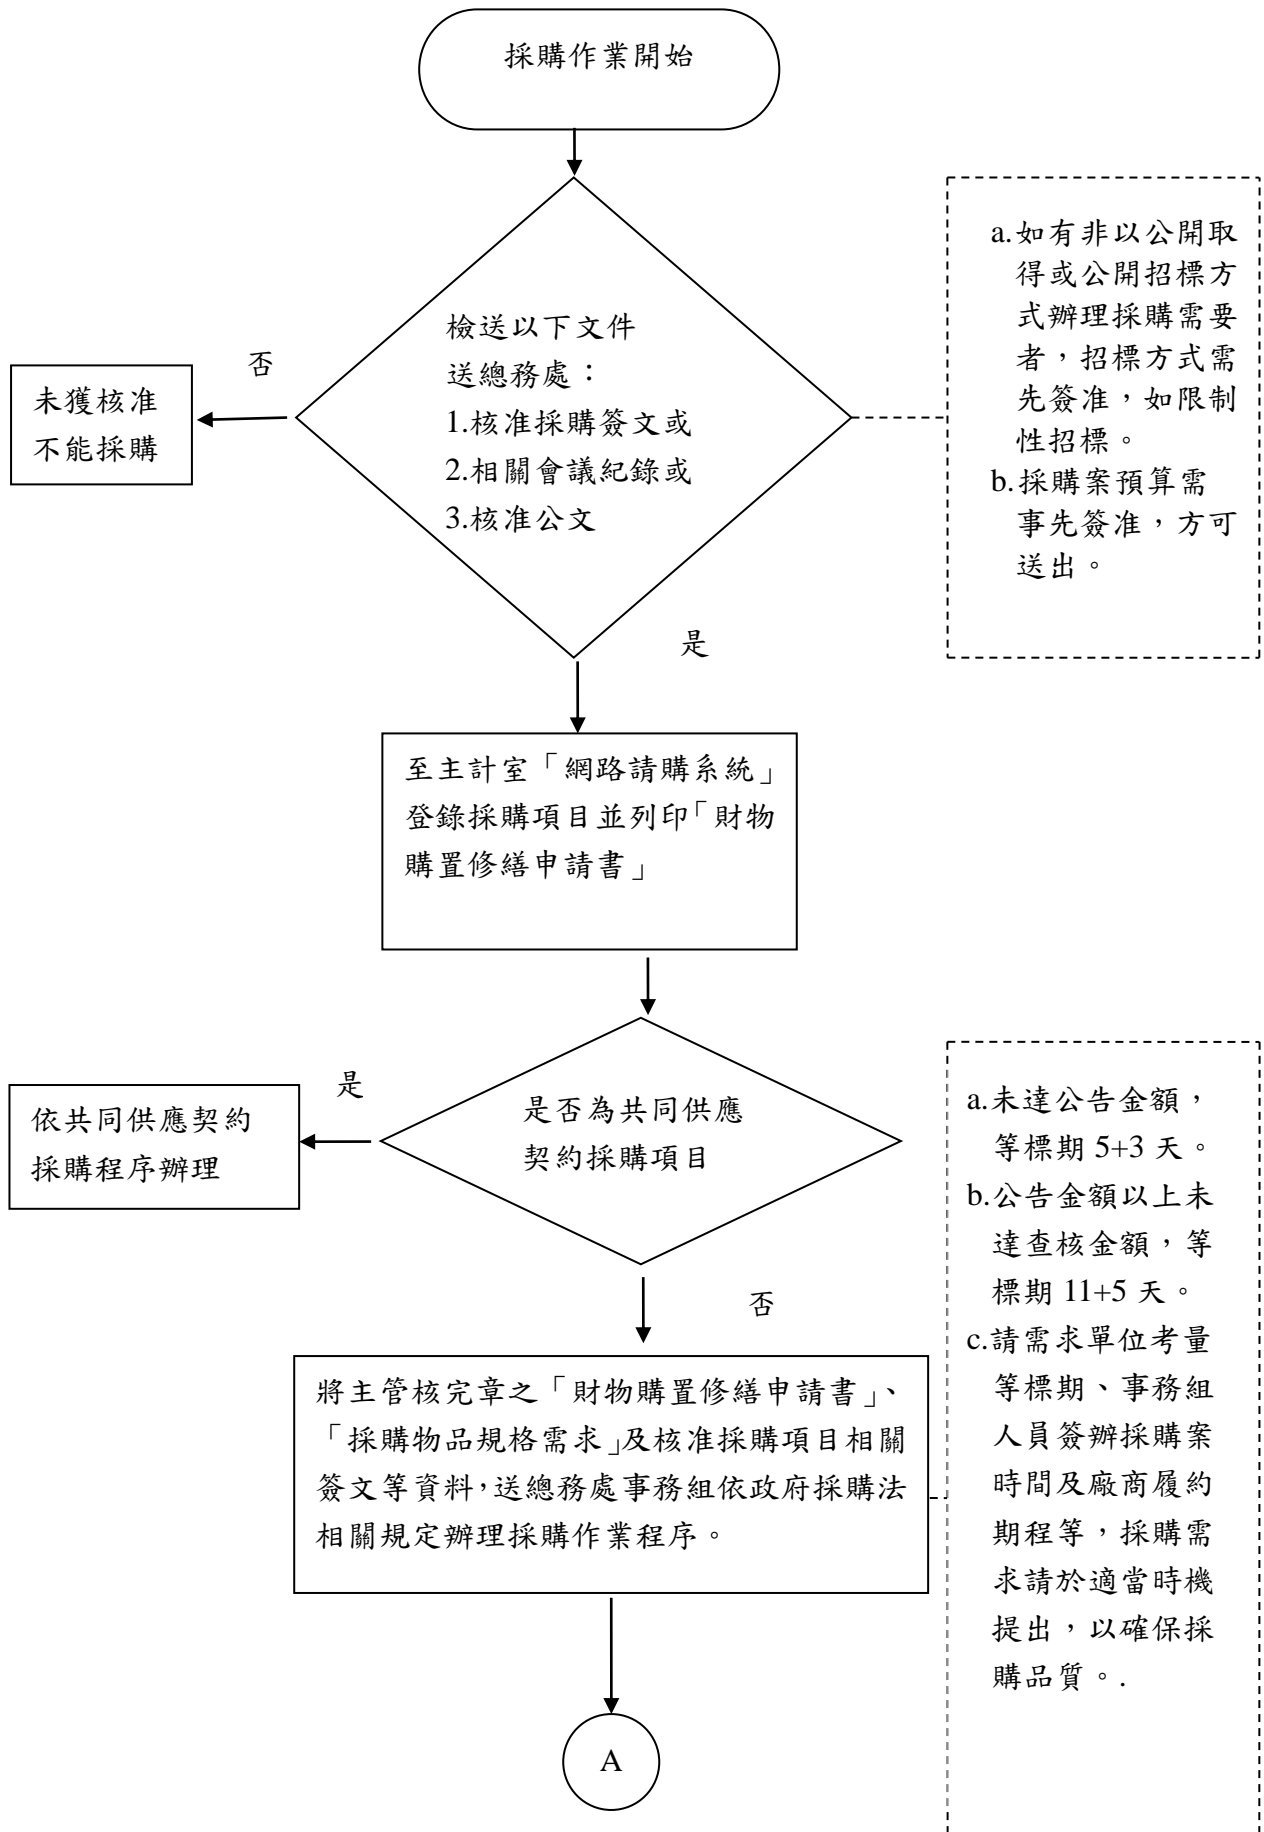 採購作業開始
檢送以下文件
送總務處：
1.核准採購簽文或
2.相關會議紀錄或
3.核准公文
否
未獲核准
不能採購
a.如有非以公開取
得或公開招標方
式辦理採購需要
者，招標方式需
先簽准，如限制
性招標。
b.採購案預算需
事先簽准，方可
送出。
是
至主計室「網路請購系統」
登錄採購項目並列印「財物
購置修繕申請書」
是否為共同供應
契約採購項目
是
依共同供應契約
採購程序辦理
否
將主管核完章之「財物購置修繕申請書」、
「採購物品規格需求」及核准採購項目相關
簽文等資料，送總務處事務組依政府採購法
相關規定辦理採購作業程序。
a.未達公告金額，
等標期 5+3 天。
b.公告金額以上未
達查核金額，等
標期 11+5 天。
c.請需求單位考量
等標期、事務組
人員簽辦採購案
時間及廠商履約
期程等，採購需
求請於適當時機
提出，以確保採
購品質。.
A